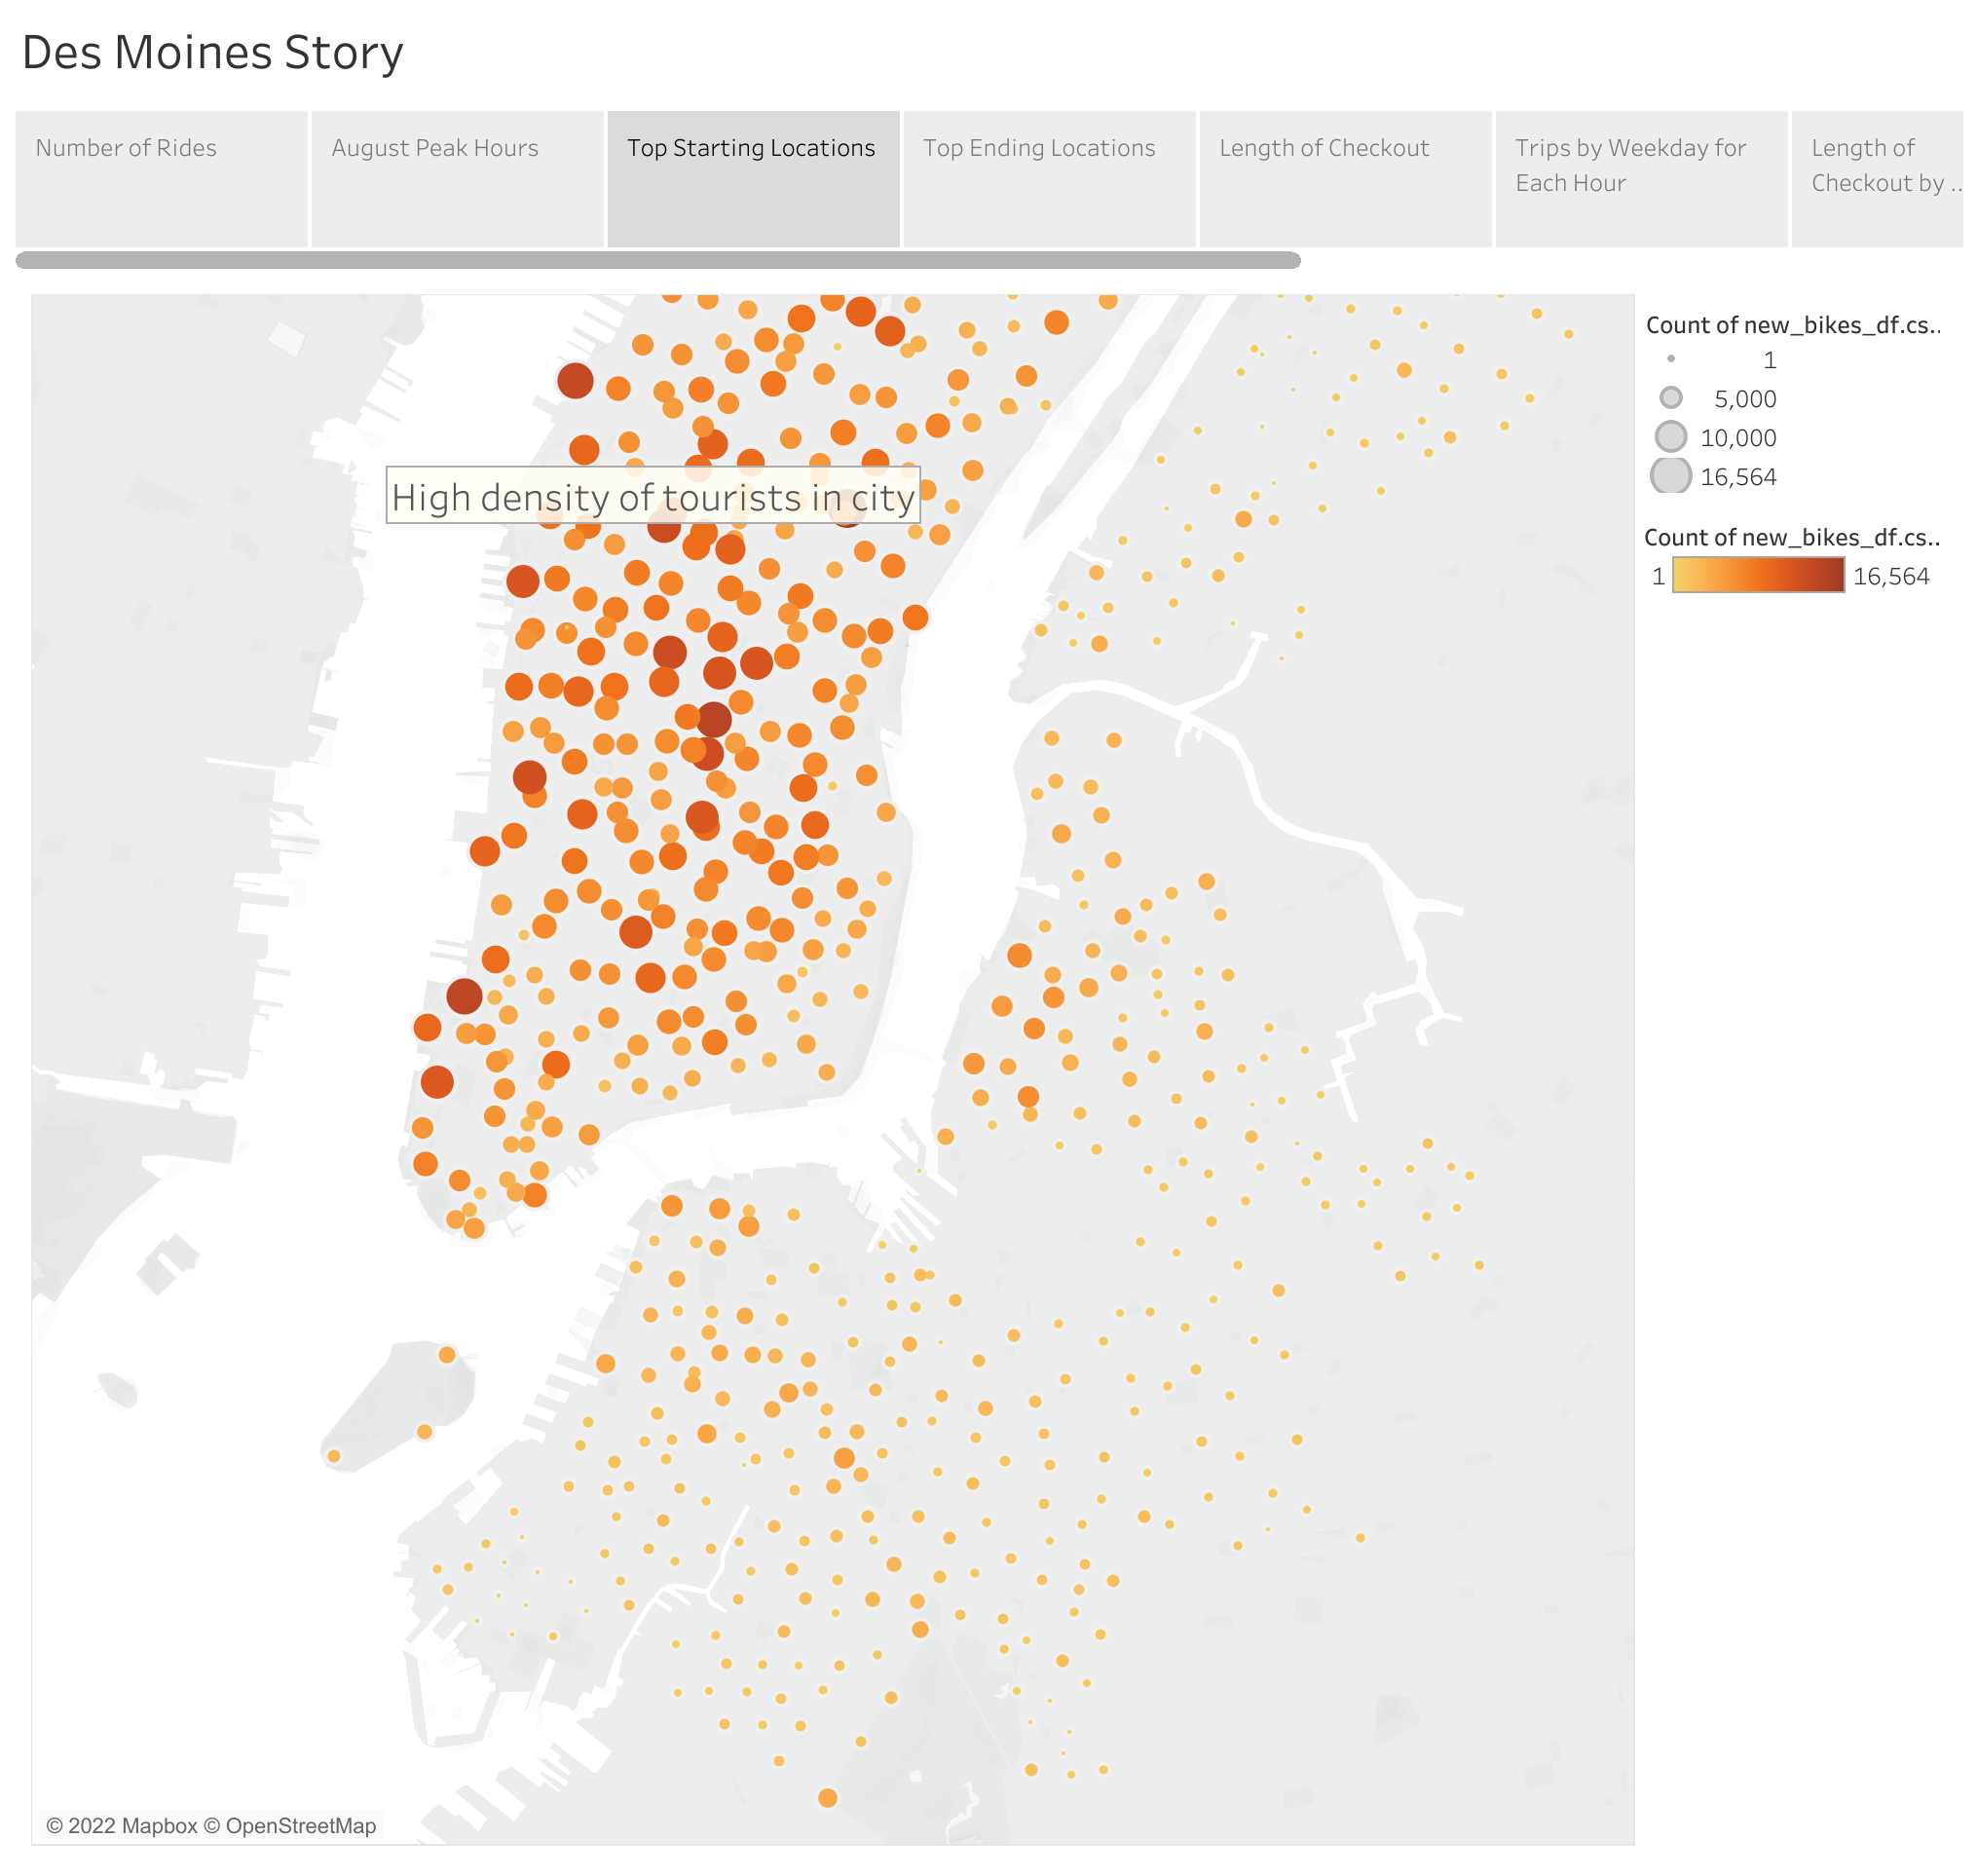 Des Moines Story
Number of Rides
August Peak Hours
Top Starting Locations
Top Ending Locations
Length of Checkout
Trips by Weekday for
Each Hour
Length of
Checkout by ..
Count of new_bikes_df.cs..
1
5,000
10,000
16,564
Count of new_bikes_df.cs..
1 16,564
High density of tourists in city
© 2022 Mapbox © OpenStreetMap